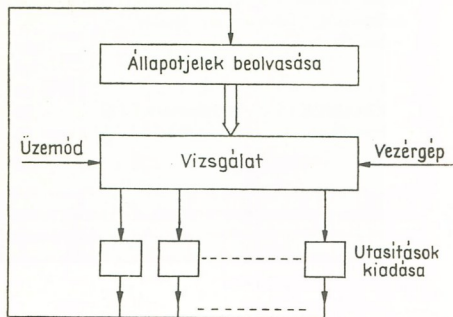 Állapotjelek beolvasása
Üzemód
Vizsgálat
Vezérgép
Utasítások
kiadása